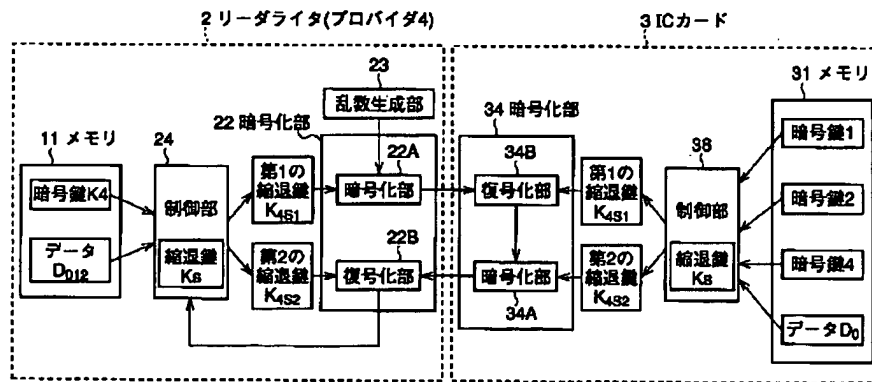 2 リーダライタ(プロバイダ4)
3 ICカード
23
乱数生成部
31 メモリ
11 メモリ
24
22 暗号化部
34 暗号化部
38
暗号鍵K4
データ
D012
制御部
縮退鍵
Ks
第1の
縮退鍵
K4S1
第2の
縮退鍵
K4S2
22A
暗号化部
22B
復号化部
34B
復号化部
暗号化部
34A
第1の
縮退鍵
K4S1
第2の
縮退鍵
K4S2
制御部
縮退鍵
Ks
暗号鍵1
暗号鍵2
暗号鍵4
データD0